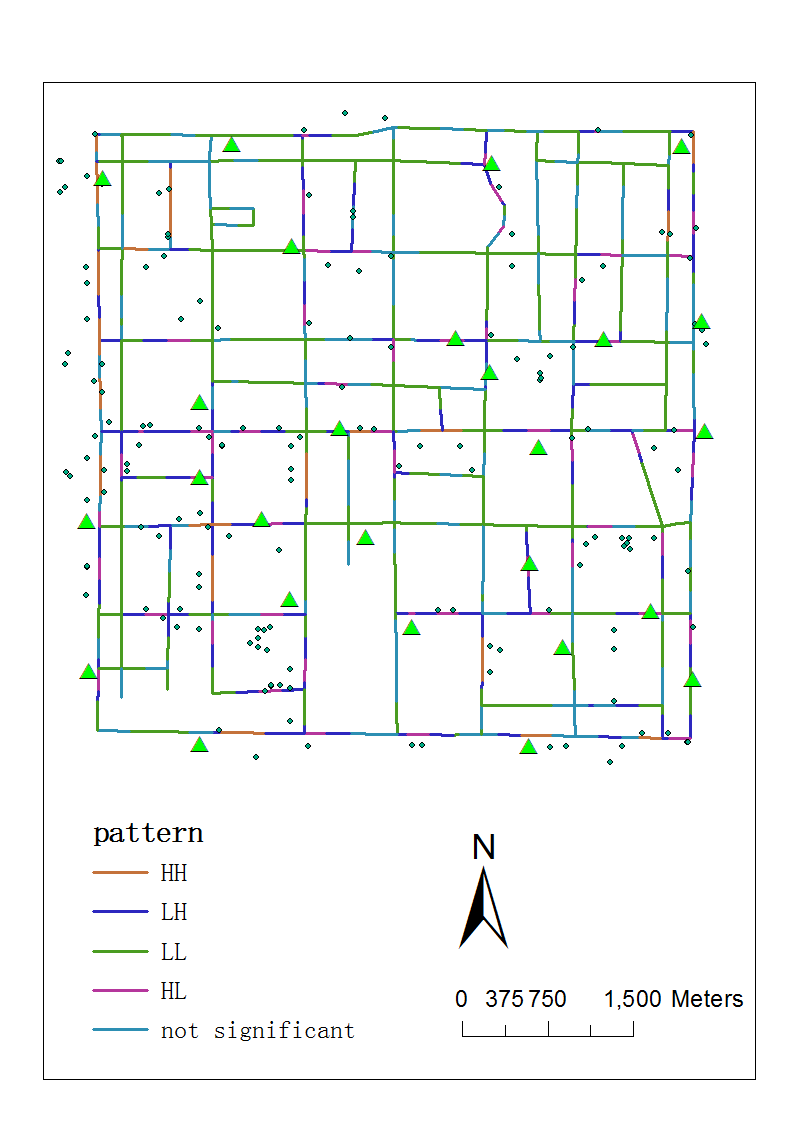 pattern
HH
LH
LL
HL
not significant
N
0 375 750 1,500 Meters